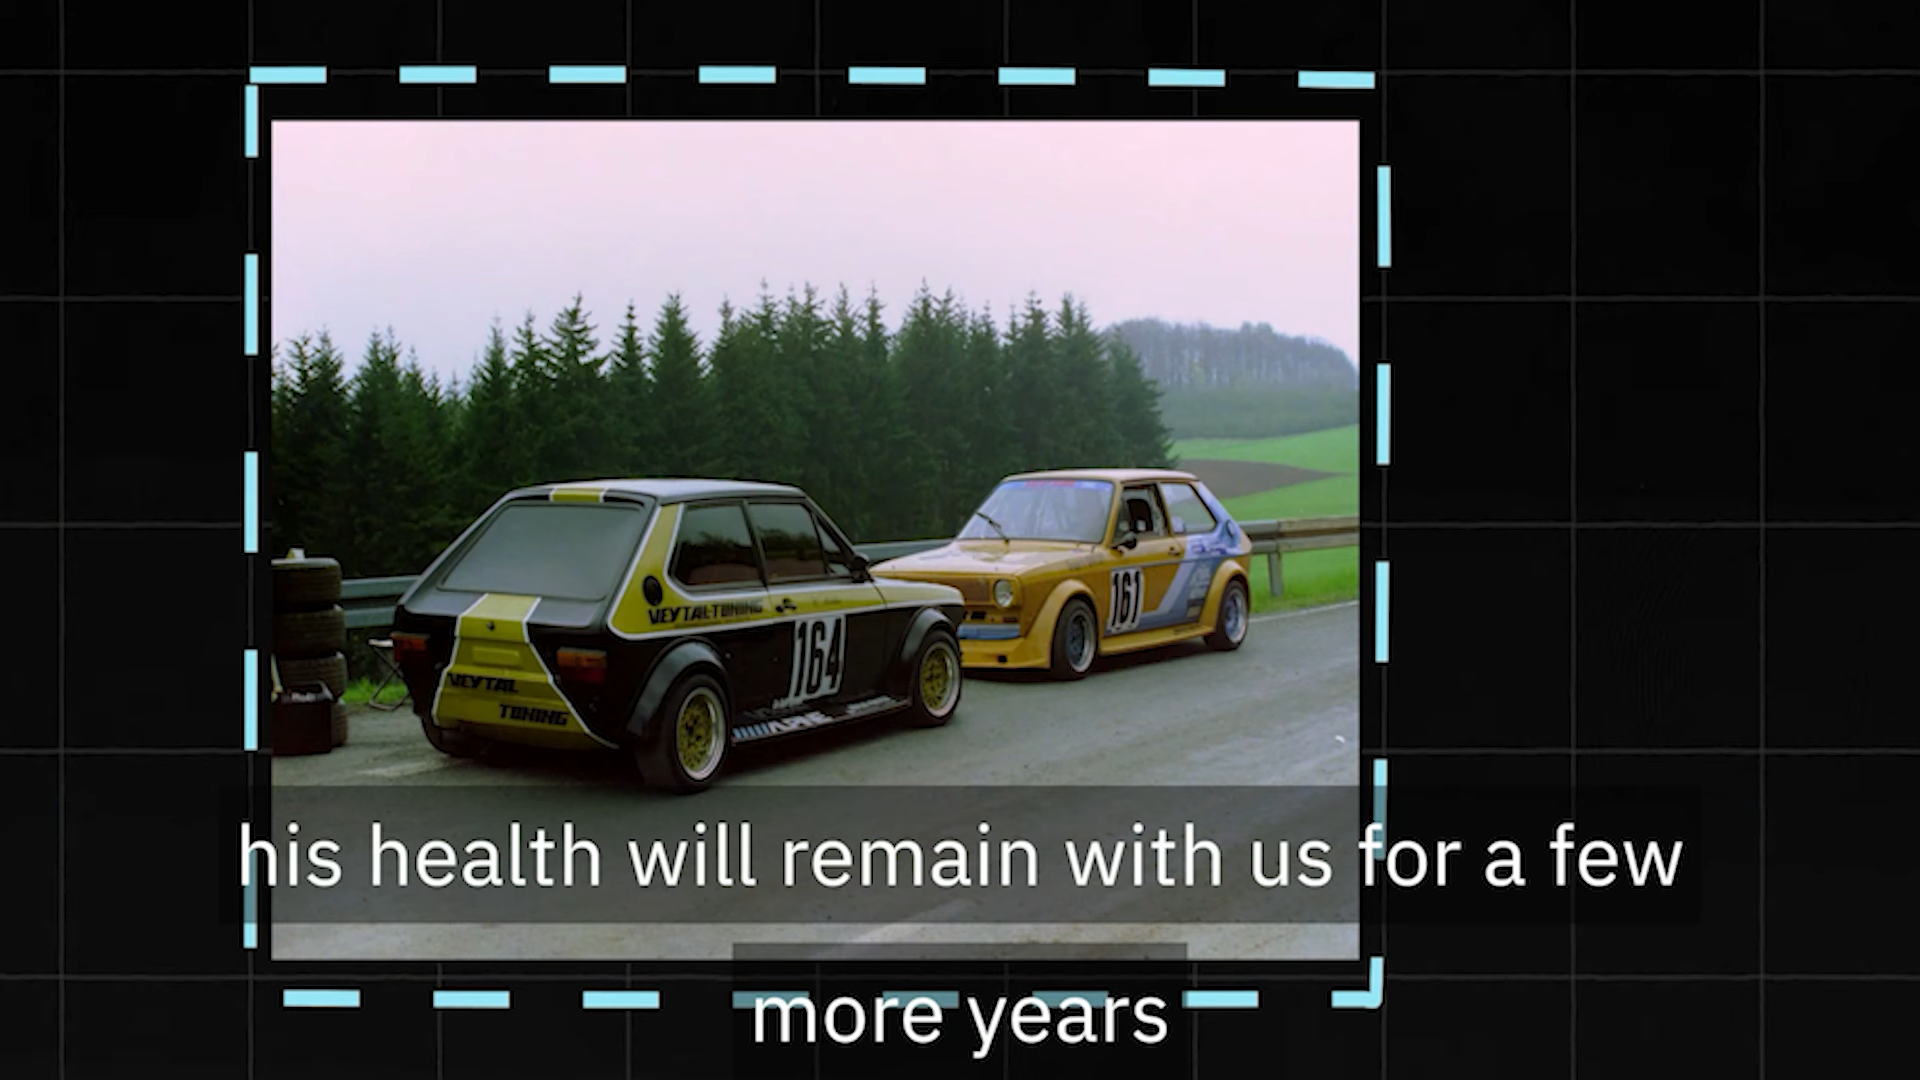 VEYTAL-TUNING
164
161
VEYTAL
TUNING
his health will remain with us for a few
more years